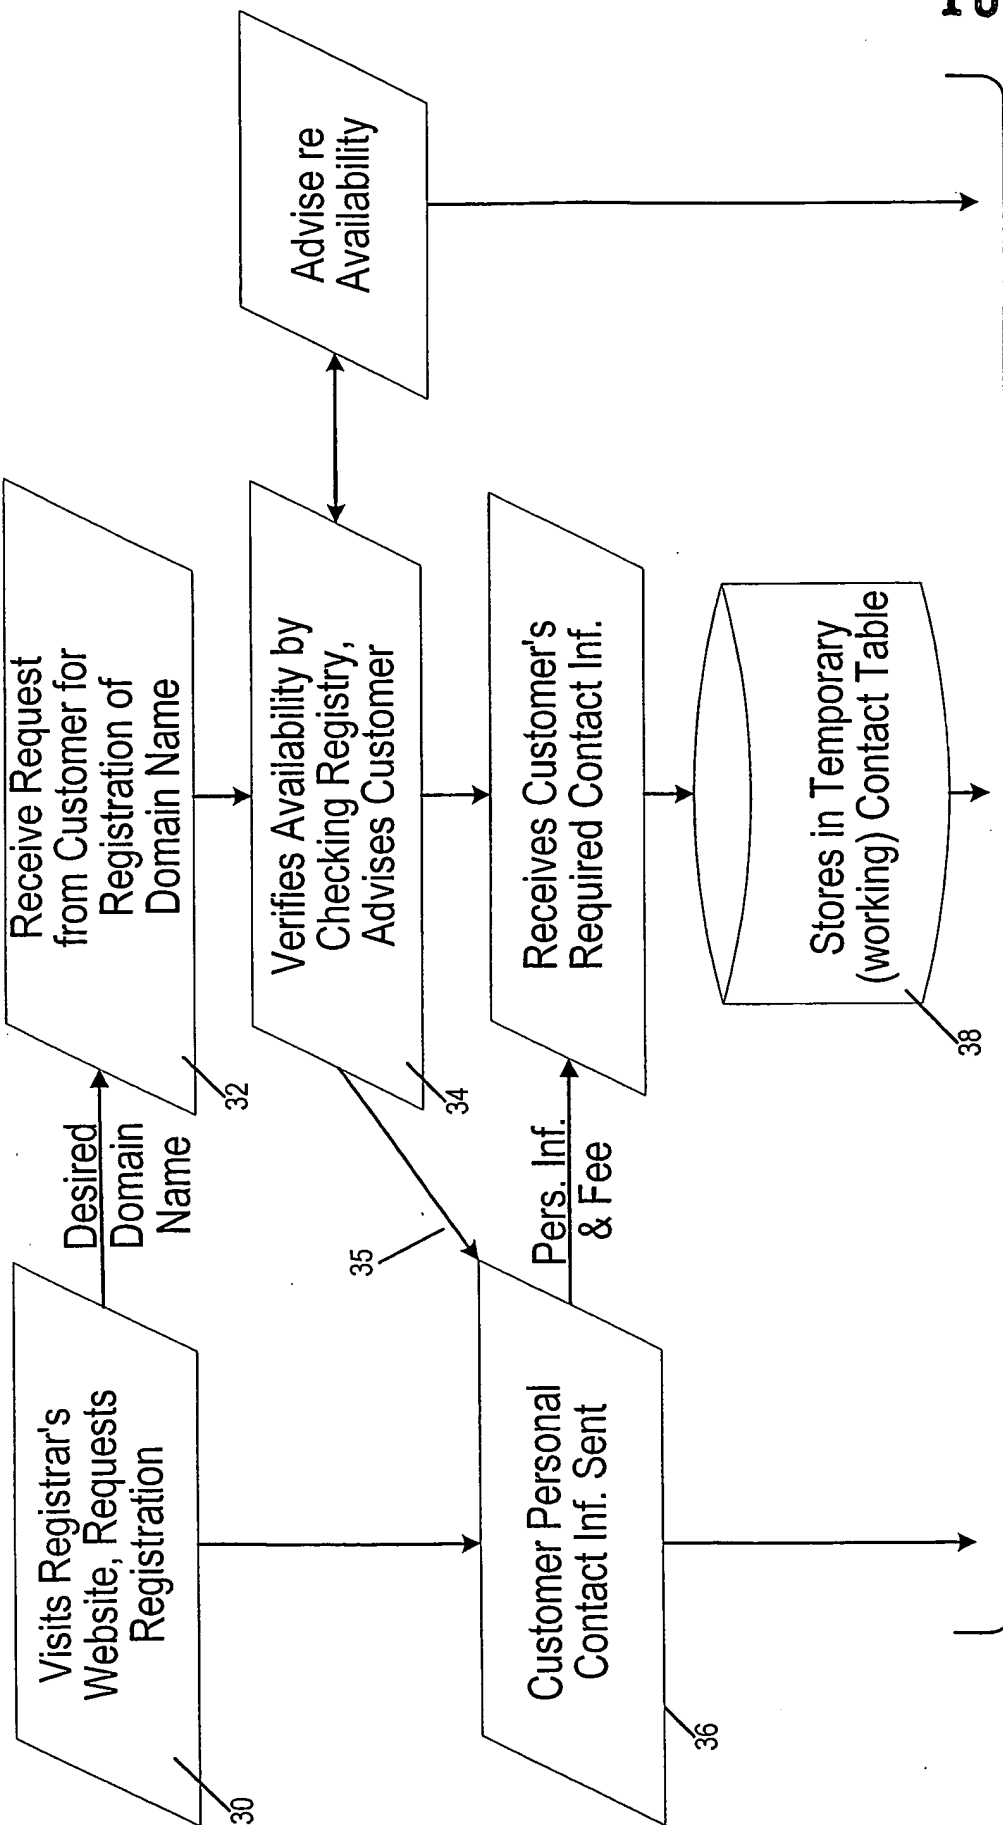 Visits Registrar's
Website, Requests
Registration
30
Desired
Domain
Name
Receive Request
from Customer for
Registration of
Domain Name
32
Verifies Availability by
Checking Registry,
Advises Customer
34
Advise re
Availability
35
Customer Personal
Contact Inf. Sent
36
Pers. Inf.
& Fee
Receives Customer's
Required Contact Inf.
Stores in Temporary
(working) Contact Table
38